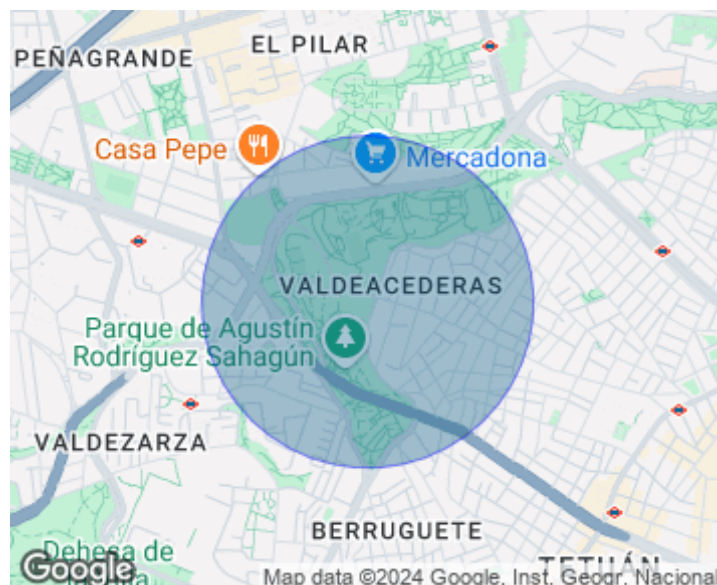 EL PILAR
PEÑAGRANDE
Casa Pepe
Mercadona
VALDEACEDERAS
Parque de Agustín
Rodríguez Sahagún
VALDEZARZA
BERRUGUETE
Dehesa de
TETUÁN
Google
Map data ©2024 Google, Inst. Geogr. Nacional